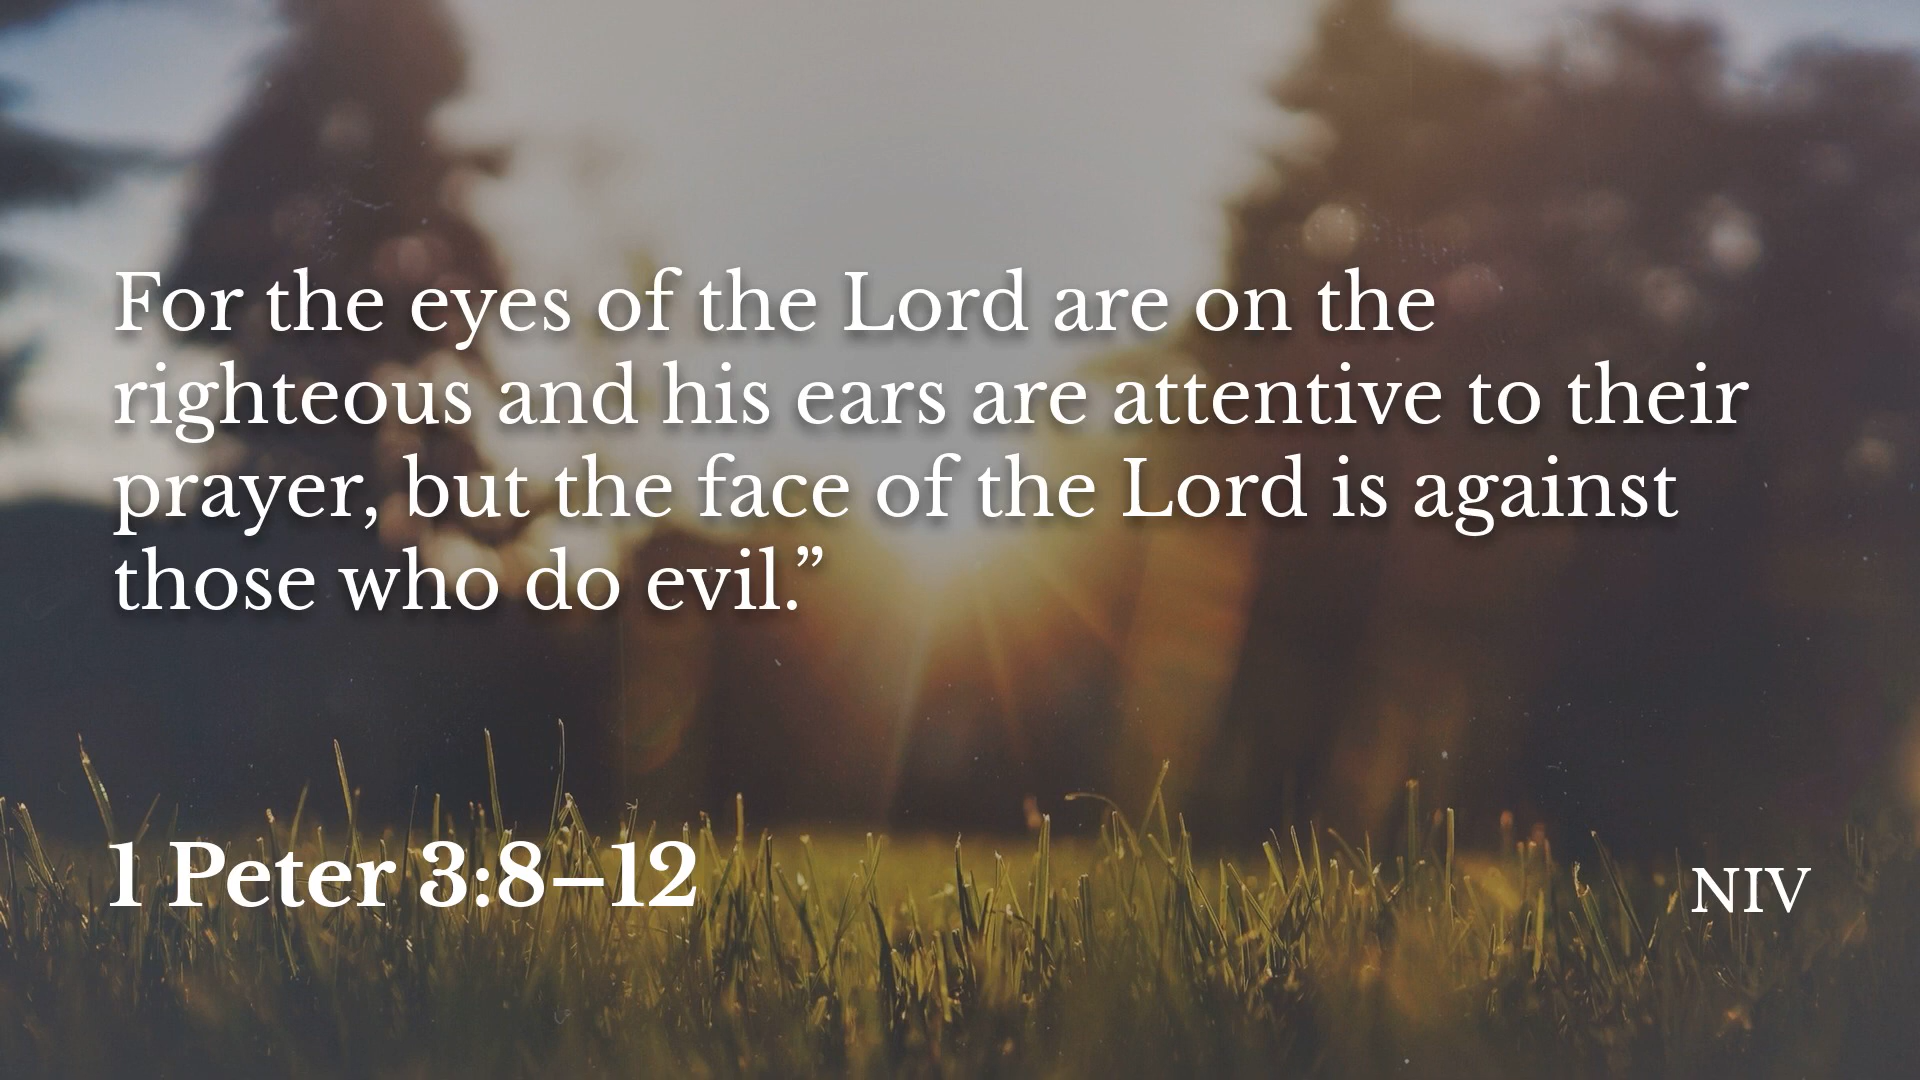 For the eyes of the Lord are on the
righteous and his ears are attentive to their
prayer, but the face of the Lord is against
those who do evil.”
1 Peter 3:8–12
NIV